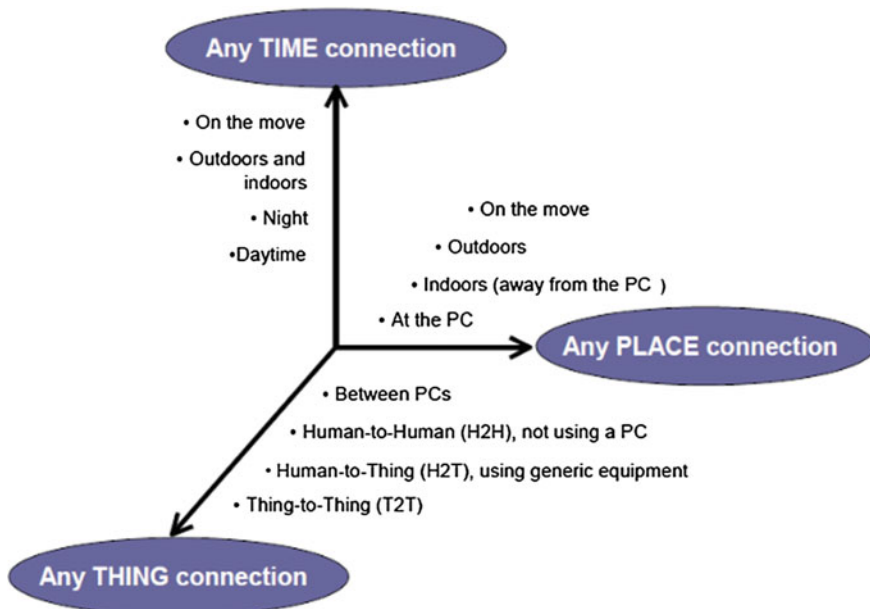 Any TIME connection
• On the move
• Outdoors and
indoors
• Night
•Daytime
• On the move
• Outdoors
• Indoors (away from the PC )
• At the PC
Any PLACE connection
• Between PCs
• Human-to-Human (H2H), not using a PC
• Human-to-Thing (H2T), using generic equipment
• Thing-to-Thing (T2T)
Any THING connection